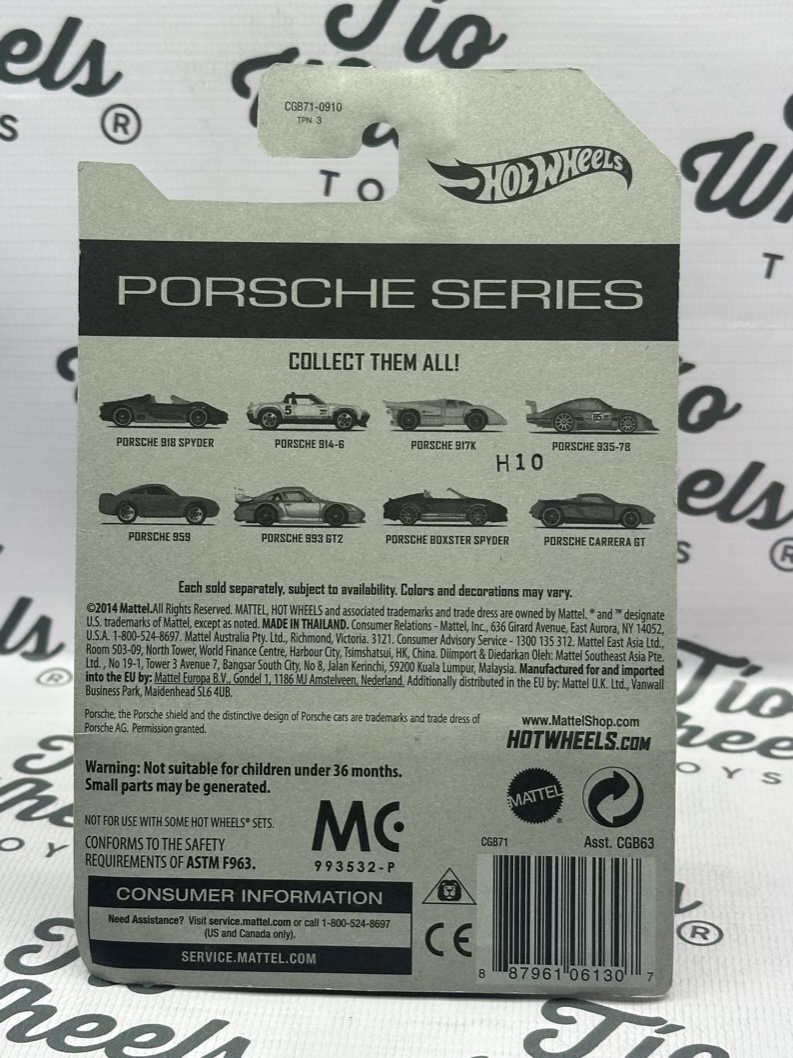 CGB71-0910
TPN 3
HOT WHEELS
PORSCHE SERIES
COLLECT THEM ALL!
5
85
PORSCHE 918 SPYDER PORSCHE 914-6 PORSCHE 917K PORSCHE 935-78
H10
PORSCHE 959 PORSCHE 993 GT2 PORSCHE BOXSTER SPYDER PORSCHE CARRERA GT
Each sold separately, subject to availability. Colors and decorations may vary.
©2014 Mattel.All Rights Reserved. MATTEL, HOT WHEELS and associated trademarks and trade dress are owned by Mattel. ® and ™ designate
U.S. trademarks of Mattel, except as noted. MADE IN THAILAND. Consumer Relations - Mattel, Inc., 636 Girard Avenue, East Aurora, NY 14052,
U.S.A. 1-800-524-8697. Mattel Australia Pty. Ltd., Richmond, Victoria. 3121. Consumer Advisory Service - 1300 135 312. Mattel East Asia Ltd.,
Room 503-09, North Tower, World Finance Centre, Harbour City, Tsimshatsui, HK, China. Diimport & Diedarkan Oleh: Mattel Southeast Asia Pte.
Ltd., No 19-1, Tower 3 Avenue 7, Bangsar South City, No 8, Jalan Kerinchi, 59200 Kuala Lumpur, Malaysia. Manufactured for and imported
into the EU by: Mattel Europa B.V., Gondel 1, 1186 MJ Amstelveen, Nederland. Additionally distributed in the EU by: Mattel U.K. Ltd., Vanwall
Business Park, Maidenhead SL6 4UB.
Porsche, the Porsche shield and the distinctive design of Porsche cars are trademarks and trade dress of
Porsche AG. Permission granted.
www.MattelShop.com
HOTWHEELS.COM
Warning: Not suitable for children under 36 months.
Small parts may be generated.
MATTEL ®
NOT FOR USE WITH SOME HOT WHEELS® SETS.
CONFORMS TO THE SAFETY
REQUIREMENTS OF ASTM F963.
MC
993532-P
CGB71 Asst. CGB63
CONSUMER INFORMATION
Need Assistance? Visit service.mattel.com or call 1-800-524-8697
(US and Canada only).
SERVICE.MATTEL.COM
CE
8 87961 06130 7
Tio
Wheels
TOYS
®